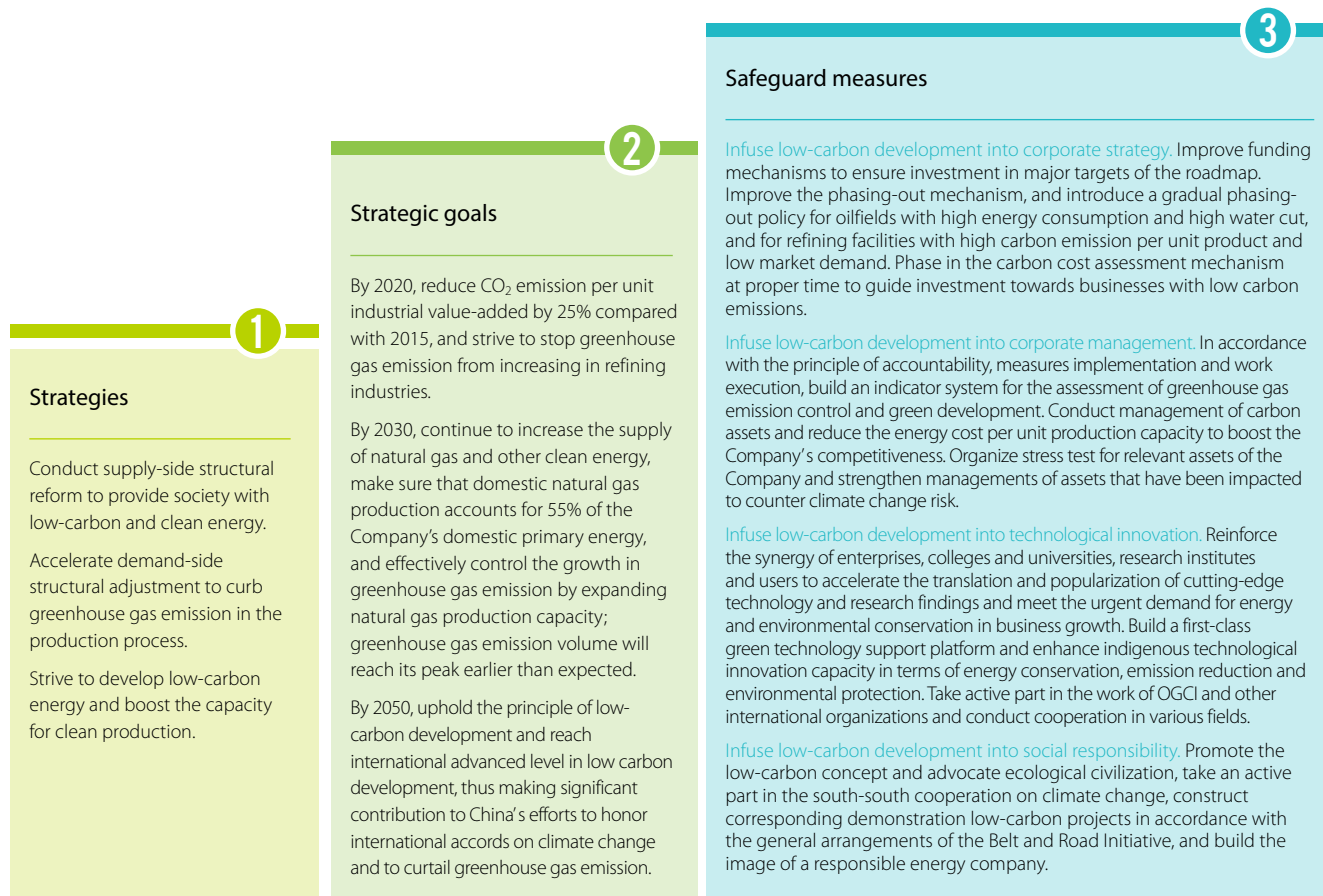 1
Strategies
Conduct supply-side structural
reform to provide society with
low-carbon and clean energy.
Accelerate demand-side
structural adjustment to curb
greenhouse gas emission in the
production process.
Strive to develop low-carbon
energy and boost the capacity
for clean production.
2
Strategic goals
By 2020, reduce CO₂ emission per unit
industrial value-added by 25% compared
with 2015, and strive to stop greenhouse
gas emission from increasing in refining
industries.
By 2030, continue to increase the supply
of natural gas and other clean energy,
make sure that domestic natural gas
production accounts for 55% of the
Company's domestic primary energy,
and effectively control the growth in
greenhouse gas emission by expanding
natural gas production capacity;
greenhouse gas emission volume will
reach its peak earlier than expected.
By 2050, uphold the principle of low-
carbon development and reach
international advanced level in low carbon
development, thus making significant
contribution to China's efforts to honor
international accords on climate change
and to curtail greenhouse gas emission.
3
Safeguard measures
Infuse low-carbon development into corporate strategy. Improve funding
mechanisms to ensure investment in major targets of the roadmap.
Improve the phasing-out mechanism, and introduce a gradual phasing-
out policy for oilfields with high energy consumption and high water cut,
and for refining facilities with high carbon emission per unit product and
low market demand. Phase in the carbon cost assessment mechanism
at proper time to guide investment towards businesses with low carbon
emissions.
Infuse low-carbon development into corporate management. In accordance
with the principle of accountability, measures implementation and work
execution, build an indicator system for the assessment of greenhouse gas
emission control and green development. Conduct management of carbon
assets and reduce the energy cost per unit production capacity to boost the
Company's competitiveness. Organize stress test for relevant assets of the
Company and strengthen managements of assets that have been impacted
to counter climate change risk.
Infuse low-carbon development into technological innovation. Reinforce
the synergy of enterprises, colleges and universities, research institutes
and users to accelerate the translation and popularization of cutting-edge
technology and research findings and meet the urgent demand for energy
and environmental conservation in business growth. Build a first-class
green technology support platform and enhance indigenous technological
innovation capacity in terms of energy conservation, emission reduction and
environmental protection. Take active part in the work of OGCI and other
international organizations and conduct cooperation in various fields.
Infuse low-carbon development into social responsibility. Promote the
low-carbon concept and advocate ecological civilization, take an active
part in the south-south cooperation on climate change, construct
corresponding demonstration low-carbon projects in accordance with
the general arrangements of the Belt and Road Initiative, and build the
image of a responsible energy company.